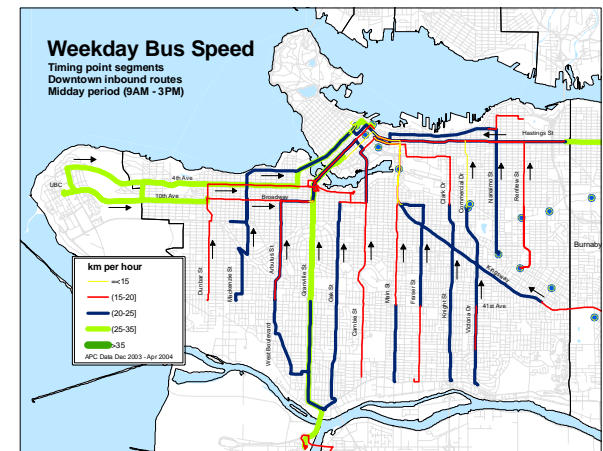 Weekday Bus Speed
Timing point segments
Downtown inbound routes
Midday period (9AM - 3PM)
Hastings St
UBC
4th Ave
10th Ave
Broadway
Clark Dr
Commercial Dr
Nanaimo St
Renfrew St
Burnaby
Kingsway
41st Ave
Dunbar St
Mackenzie St
Arbutus St
West Boulevard
Granville St
Oak St
Cambie St
Main St
Fraser St
Knight St
Victoria Dr
km per hour
=<15
(15-20]
(20-25]
(25-35]
>35
APC Data Dec 2003 - Apr 2004